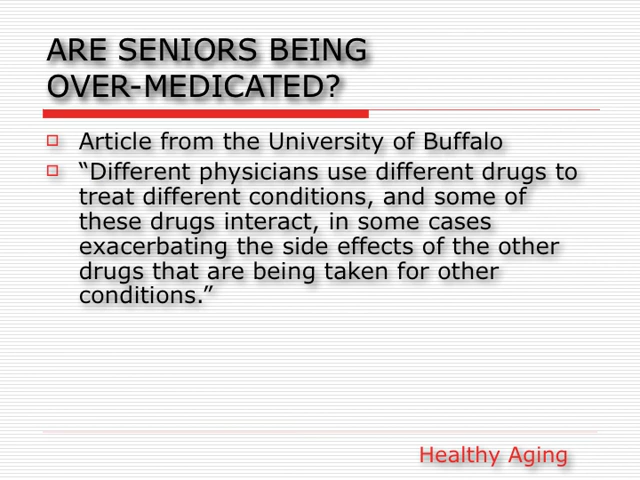 ARE SENIORS BEING
OVER-MEDICATED?
Article from the University of Buffalo
“Different physicians use different drugs to
treat different conditions, and some of
these drugs interact, in some cases
exacerbating the side effects of the other
drugs that are being taken for other
conditions.”
Healthy Aging